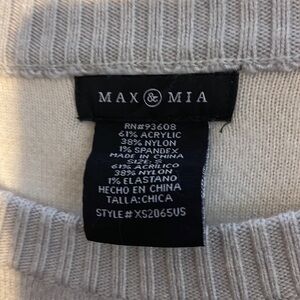 MAX & MIA
RN#93608
61% ACRYLIC
38% NYLON
1% SPANDEX
MADE IN CHINA
SIZE: S
61% ACRILICO
38% NYLON
1% ELASTANO
HECHO EN CHINA
TALLA:CHICA
STYLE#XS2065US